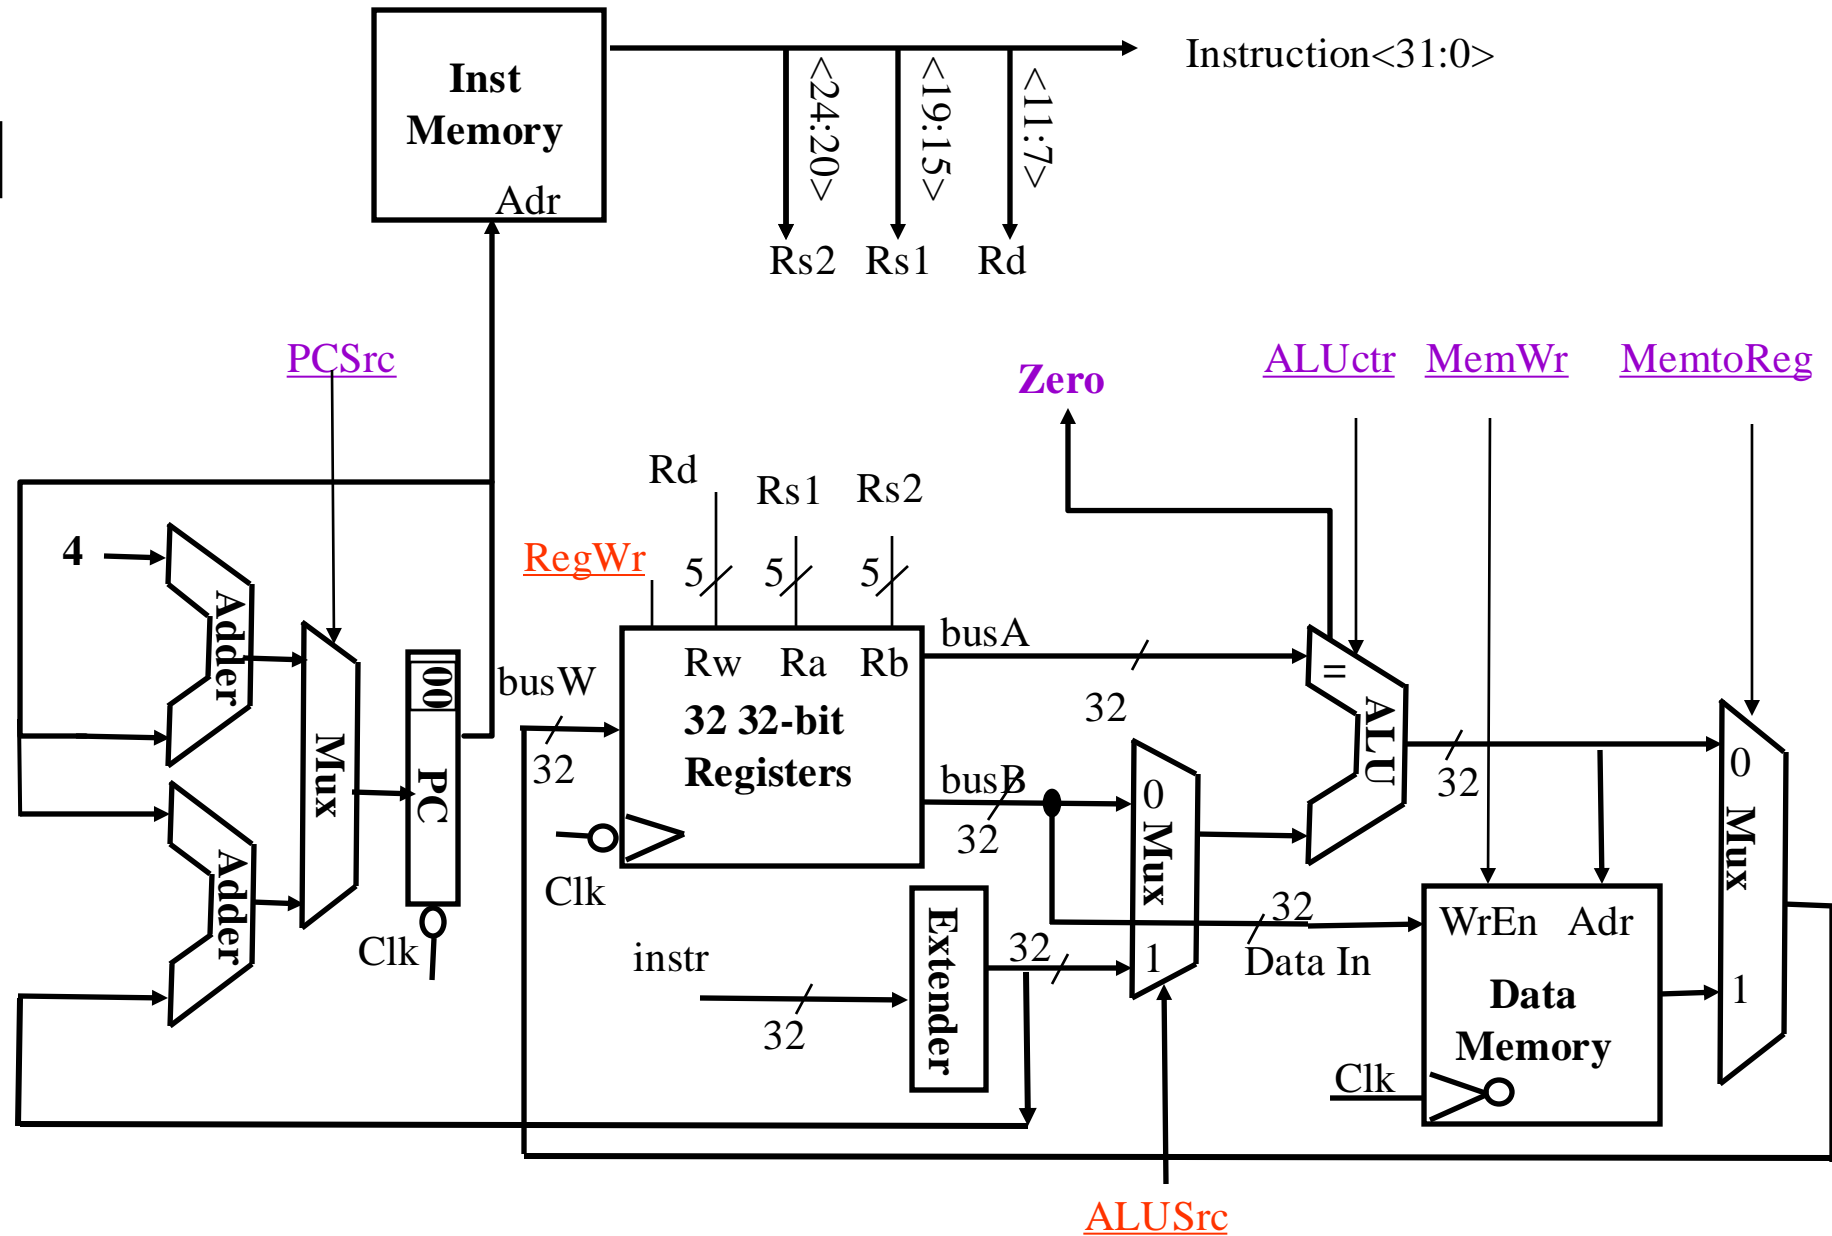 Inst
Memory
Adr
Instruction<31:0>
<24:20>
<19:15>
<11:7>
Rs2
Rs1
Rd
PCSrc
Zero
ALUctr
MemWr
MemtoReg
Rd
Rs1
Rs2
4
RegWr
5
5
5
Adder
Mux
00
PC
Clk
Adder
busW
32
Rw
Ra
Rb
32 32-bit
Registers
Clk
busA
32
busB
32
0
Mux
1
=
ALU
32
0
Mux
1
instr
32
Extender
32
32
Data In
WrEn
Adr
Data
Memory
Clk
ALUSrc